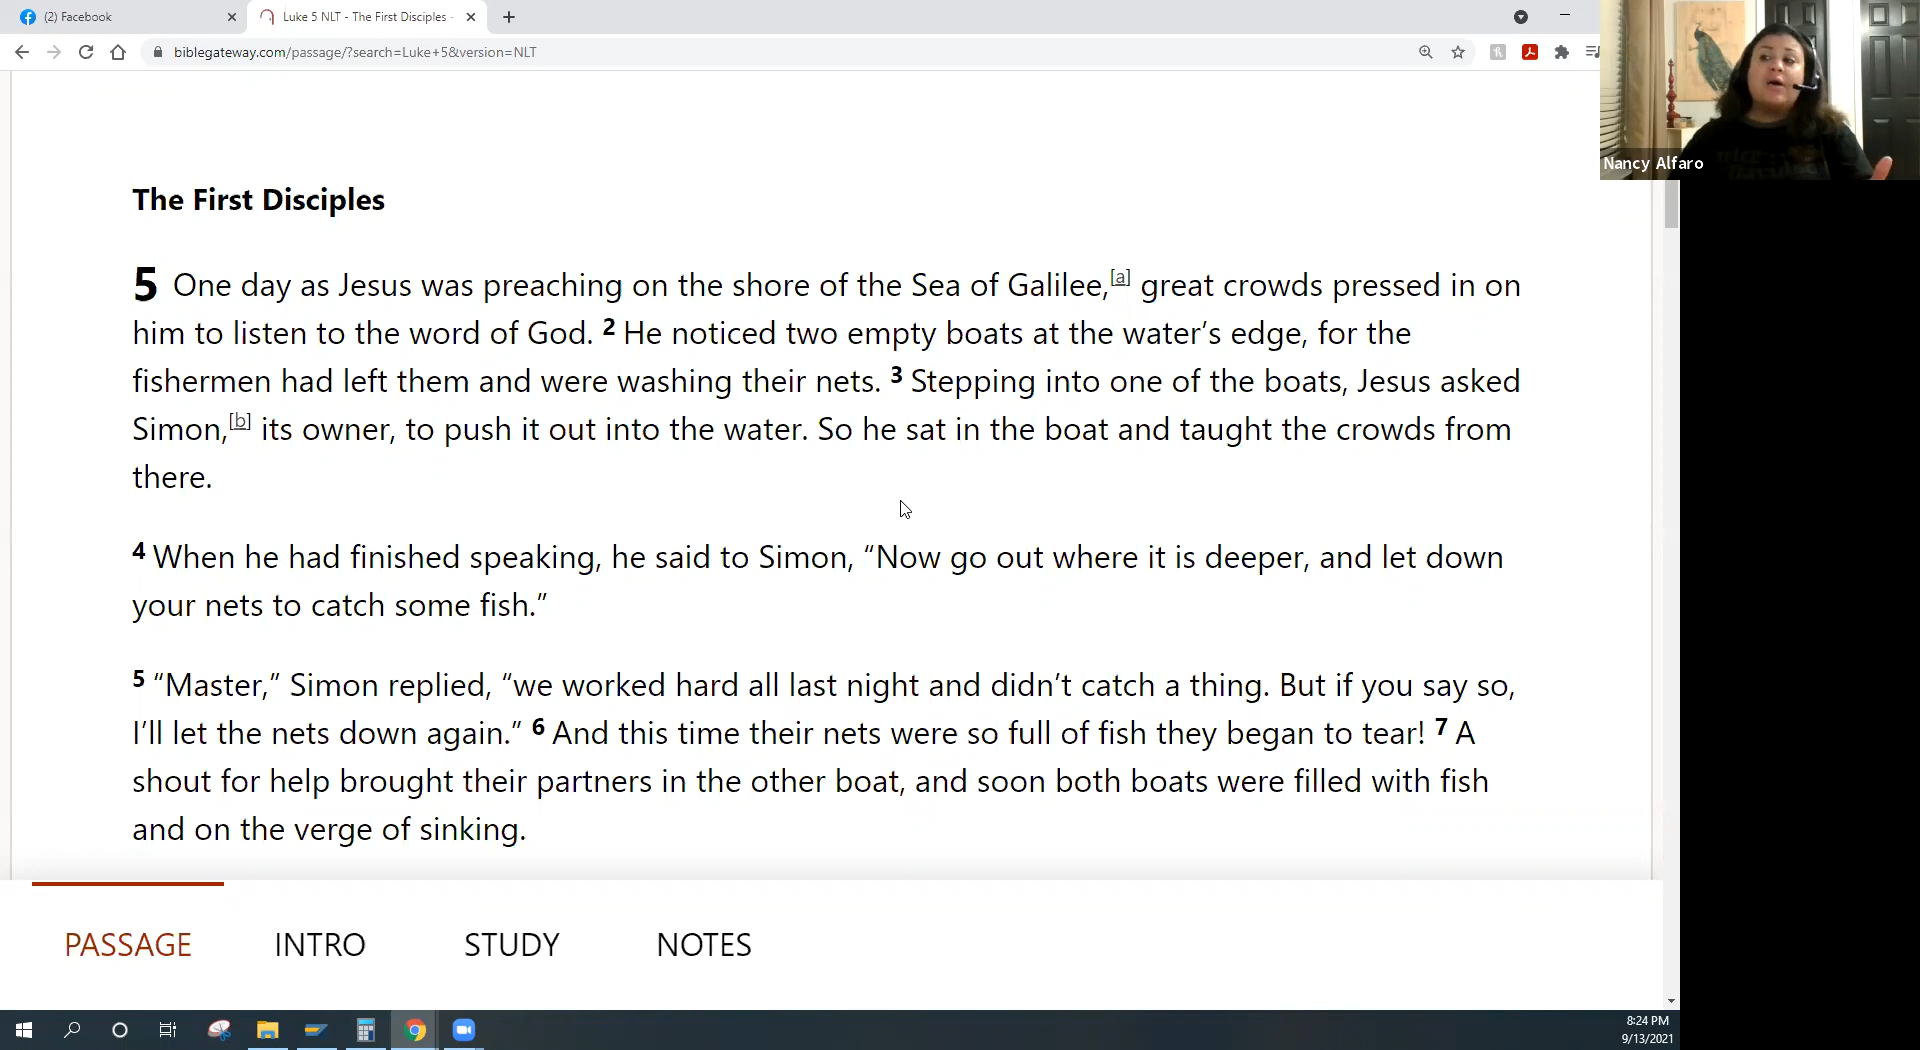 (2) Facebook
Luke 5 NLT - The First Disciples -
biblegateway.com/passage/?search=Luke+5&version=NLT
Nancy Alfaro
The First Disciples
5 One day as Jesus was preaching on the shore of the Sea of Galilee,[a] great crowds pressed in on
him to listen to the word of God. 2 He noticed two empty boats at the water’s edge, for the
fishermen had left them and were washing their nets. 3 Stepping into one of the boats, Jesus asked
Simon,[b] its owner, to push it out into the water. So he sat in the boat and taught the crowds from
there.
4 When he had finished speaking, he said to Simon, “Now go out where it is deeper, and let down
your nets to catch some fish.”
5 “Master,” Simon replied, “we worked hard all last night and didn’t catch a thing. But if you say so,
I’ll let the nets down again.” 6 And this time their nets were so full of fish they began to tear! 7 A
shout for help brought their partners in the other boat, and soon both boats were filled with fish
and on the verge of sinking.
PASSAGE INTRO STUDY NOTES
8:24 PM
9/13/2021